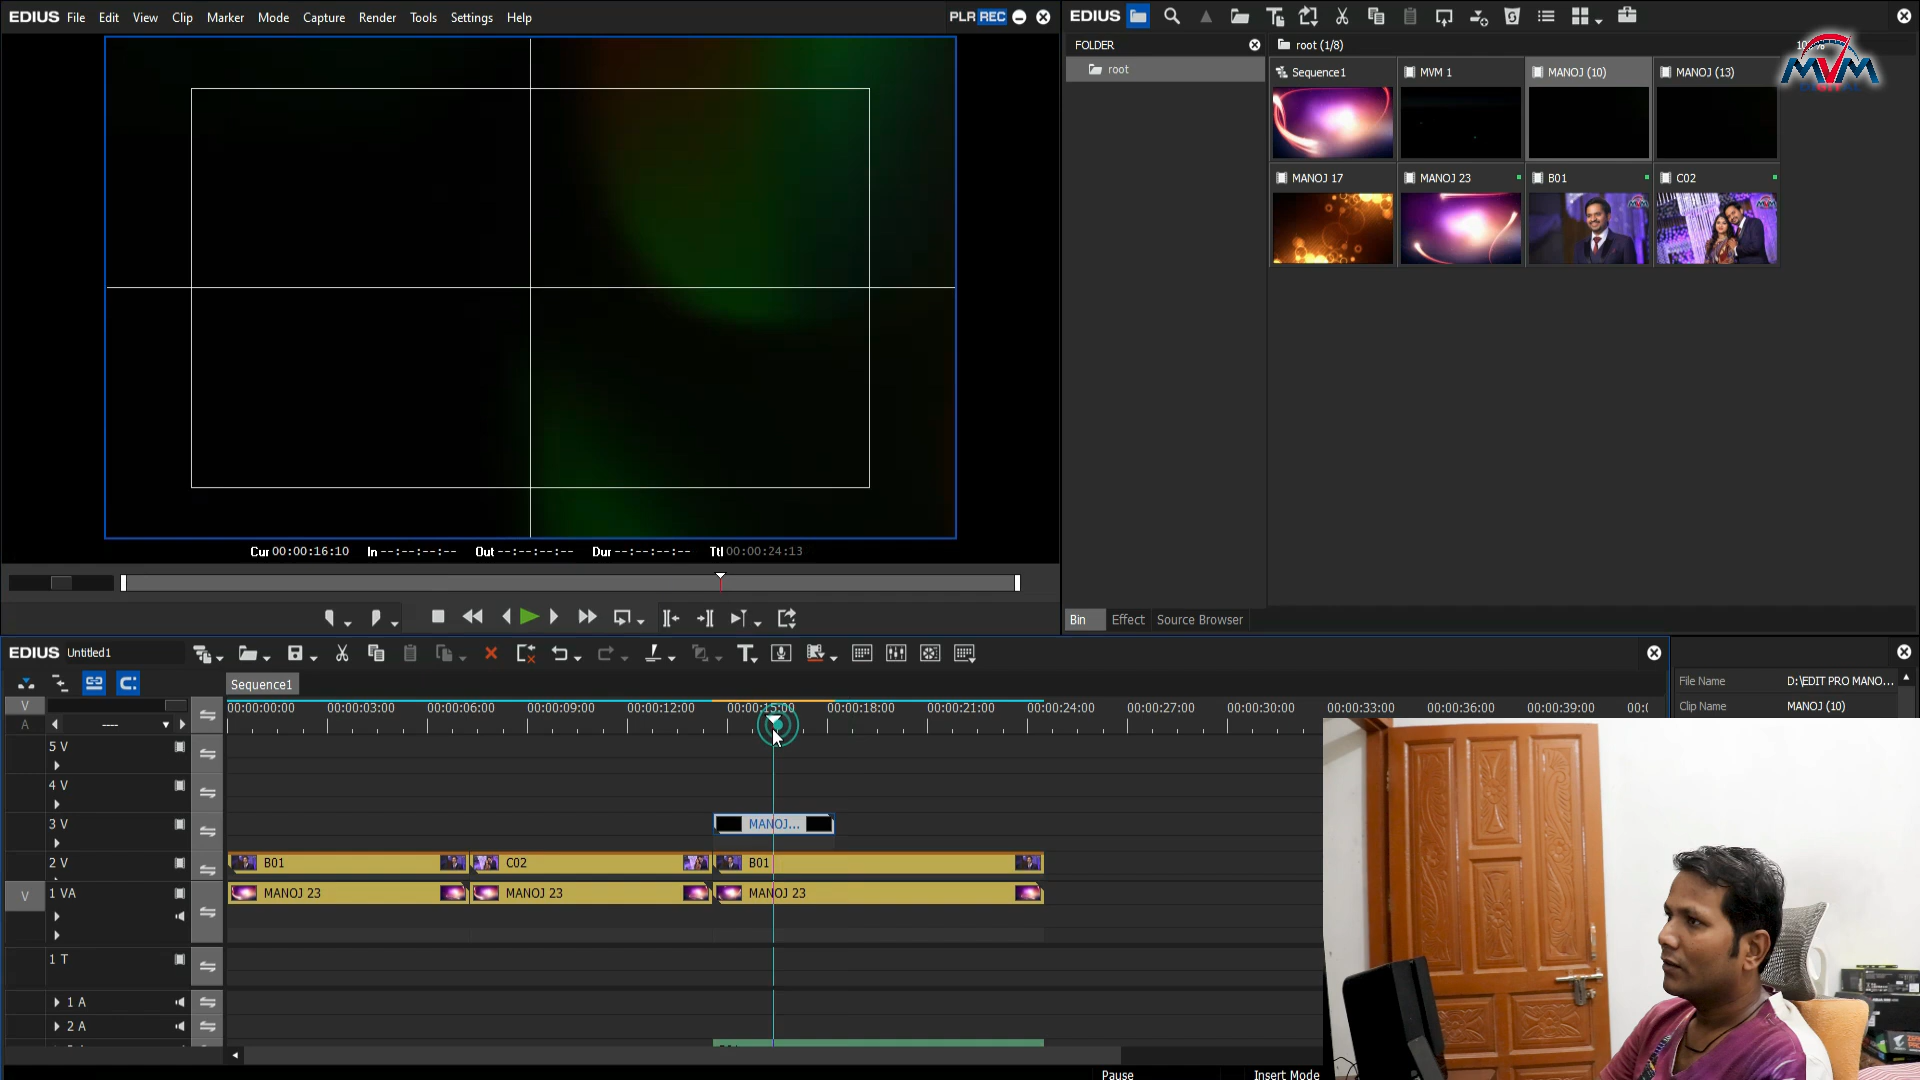 EDIUS File Edit View Clip Marker Mode Capture Render Tools Settings Help PLR REC
EDIUS
FOLDER
root (1/8)
MVM
root
Sequence1
MVM 1
MANOJ (10)
MANOJ (13)
MANOJ 17
MANOJ 23
B01
C02
Cur 00:00:16:10 In --:--:--:-- Out --:--:--:-- Dur --:--:--:-- Ttl 00:00:24:13
Bin Effect Source Browser
EDIUS Untitled1
File Name D:\EDIT PRO MANO...
Clip Name MANOJ (10)
Sequence1
V
A
----
00:00:00:00 00:00:03:00 00:00:06:00 00:00:09:00 00:00:12:00 00:00:15:00 00:00:18:00 00:00:21:00 00:00:24:00 00:00:27:00 00:00:30:00 00:00:33:00 00:00:36:00 00:00:39:00
5 V
4 V
3 V MANOJ...
2 V B01 C02 B01
V 1 VA MANOJ 23 MANOJ 23 MANOJ 23
1 T
1 A
2 A
Pause Insert Mode